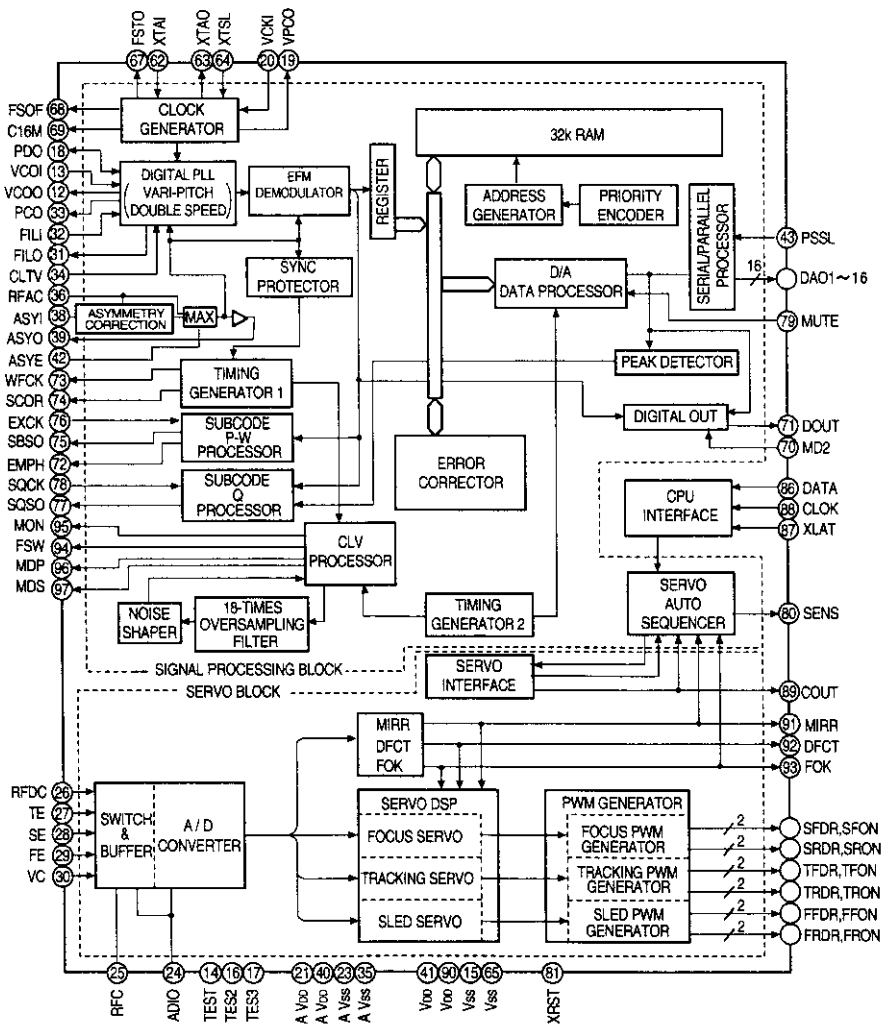 FSTO
XTAI
XTAO
XTSL
VCKI
VPCO
67
62
63
64
20
19
FSOF 68
C16M 69
PDO 18
VCOI 13
VCOO 12
PCO 33
FILi 32
FILO 31
CLTV 34
RFAC 36
ASYI 38
ASYO 39
ASYE 42
WFCK 73
SCOR 74
EXCK 76
SBSO 75
EMPH 72
SQCK 78
SQSO 77
MON 95
FSW 94
MDP 96
MDS 97
CLOCK
GENERATOR
DIGITAL PLL
VARI-PITCH
(DOUBLE SPEED)
EFM
DEMODULATOR
REGISTER
32k RAM
ADDRESS
GENERATOR
PRIORITY
ENCODER
SERIAL/PARALLEL
PROCESSOR
SYNC
PROTECTOR
D/A
DATA PROCESSOR
16
ASYMMETRY
CORRECTION
MAX
TIMING
GENERATOR 1
PEAK DETECTOR
SUBCODE
P-W
PROCESSOR
DIGITAL OUT
SUBCODE
Q
PROCESSOR
ERROR
CORRECTOR
CPU
INTERFACE
CLV
PROCESSOR
NOISE
SHAPER
18-TIMES
OVERSAMPLING
FILTER
TIMING
GENERATOR 2
SERVO
AUTO
SEQUENCER
SIGNAL PROCESSING BLOCK
SERVO BLOCK
SERVO
INTERFACE
43 PSSL
DAO1~16
79 MUTE
71 DOUT
70 MD2
86 DATA
88 CLOK
87 XLAT
80 SENS
89 COUT
91 MIRR
92 DFCT
93 FOK
MIRR
DFCT
FOK
RFDC 26
TE 27
SE 28
FE 29
VC 30
SWITCH
&
BUFFER
A / D
CONVERTER
SERVO DSP
FOCUS SERVO
TRACKING SERVO
SLED SERVO
PWM GENERATOR
FOCUS PWM
GENERATOR
TRACKING PWM
GENERATOR
SLED PWM
GENERATOR
2 SFDR,SFON
2 SRDR,SRON
2 TFDR,TFON
2 TRDR,TRON
2 FFDR,FFON
2 FRDR,FRON
25
24
14
16
17
21
40
23
35
41
90
15
65
81
RFC
ADIO
TEST
TES2
TES3
A VDD
A VDD
A VSS
A VSS
VDD
VDD
VSS
VSS
XRST